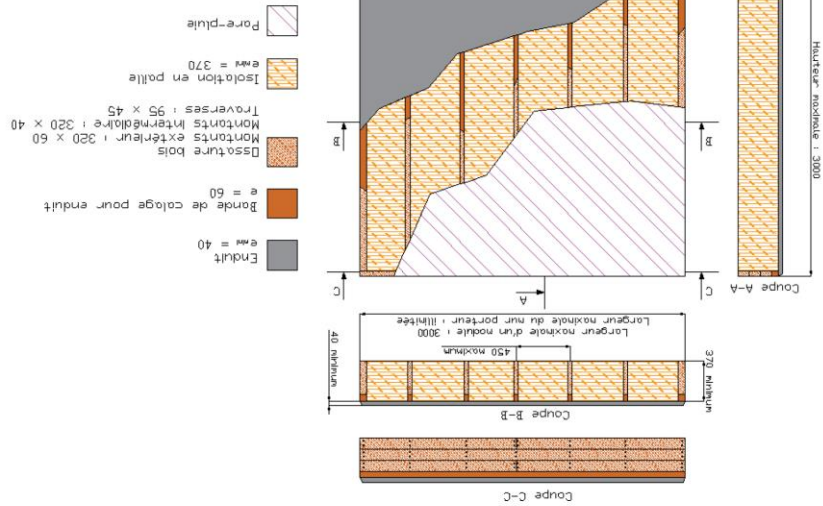 Coupe C-C
Coupe B-B
370 minimum
40 minimum
450 maximum
Largeur maximale d'un module : 3000
Largeur maximale du mur porteur : illimitée
Coupe A-A
Hauteur maximale : 3000
A
C
C
B
B
Enduit
eᴍɪɴɪ = 40
Bande de calage pour enduit
e = 60
Ossature bois
Montants extérieur : 320 x 60
Montants intermédiaire : 320 x 40
Traverses : 95 x 45
Isolation en paille
eᴍɪɴɪ = 370
Pare-pluie